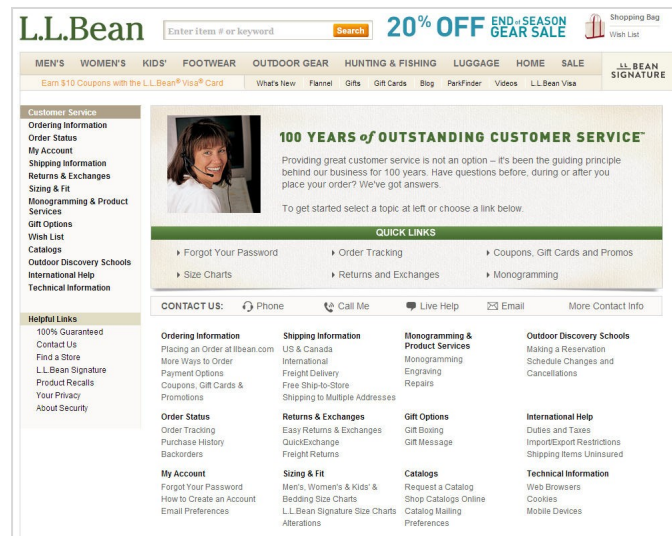 L.L.Bean
Enter item # or keyword
Search
20% OFF END of SEASON GEAR SALE
Shopping Bag
Wish List
MEN'S WOMEN'S KIDS' FOOTWEAR OUTDOOR GEAR HUNTING & FISHING LUGGAGE HOME SALE
L.L. BEAN
SIGNATURE
Earn $10 Coupons with the L.L.Bean® Visa® Card
What's New Flannel Gifts Gift Cards Blog ParkFinder Videos L.L.Bean Visa
Customer Service
Ordering Information
Order Status
My Account
Shipping Information
Returns & Exchanges
Sizing & Fit
Monogramming & Product
Services
Gift Options
Wish List
Catalogs
Outdoor Discovery Schools
International Help
Technical Information
Helpful Links
100% Guaranteed
Contact Us
Find a Store
L.L.Bean Signature
Product Recalls
Your Privacy
About Security
100 YEARS of OUTSTANDING CUSTOMER SERVICE™
Providing great customer service is not an option – it's been the guiding principle
behind our business for 100 years. Have questions before, during or after you
place your order? We've got answers.
To get started select a topic at left or choose a link below.
QUICK LINKS
Forgot Your Password
Order Tracking
Coupons, Gift Cards and Promos
Size Charts
Returns and Exchanges
Monogramming
CONTACT US: Phone Call Me Live Help Email More Contact Info
Ordering Information
Placing an Order at llbean.com
More Ways to Order
Payment Options
Coupons, Gift Cards &
Promotions
Shipping Information
US & Canada
International
Freight Delivery
Free Ship-to-Store
Shipping to Multiple Addresses
Monogramming &
Product Services
Monogramming
Engraving
Repairs
Outdoor Discovery Schools
Making a Reservation
Schedule Changes and
Cancellations
Order Status
Order Tracking
Purchase History
Backorders
Returns & Exchanges
Easy Returns & Exchanges
QuickExchange
Freight Returns
Gift Options
Gift Boxing
Gift Message
International Help
Duties and Taxes
Import/Export Restrictions
Shipping Items Uninsured
My Account
Forgot Your Password
How to Create an Account
Email Preferences
Sizing & Fit
Men's, Women's & Kids' &
Bedding Size Charts
L.L.Bean Signature Size Charts
Alterations
Catalogs
Request a Catalog
Shop Catalogs Online
Catalog Mailing
Preferences
Technical Information
Web Browsers
Cookies
Mobile Devices